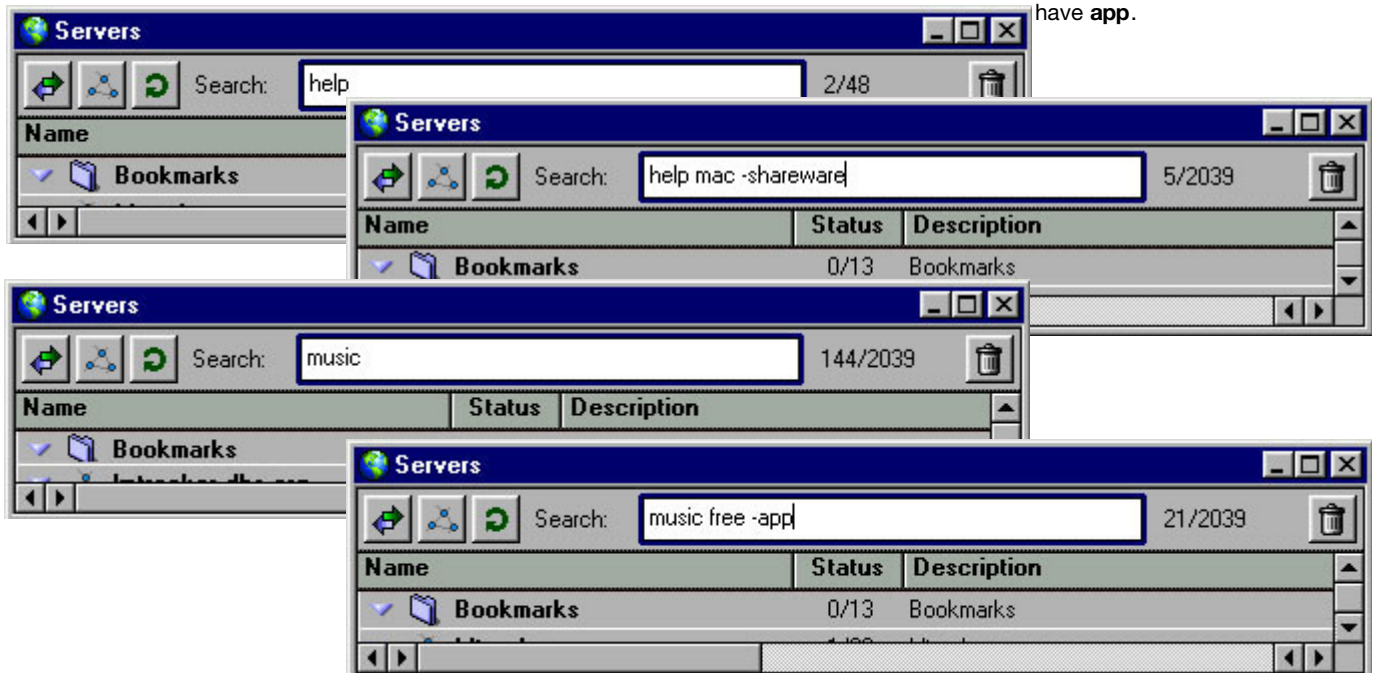 have app.
Servers
Search: help 2/48
Name
Bookmarks
Servers
Search: help mac -shareware 5/2039
Name Status Description
Bookmarks 0/13 Bookmarks
Servers
Search: music 144/2039
Name Status Description
Bookmarks
Servers
Search: music free -app 21/2039
Name Status Description
Bookmarks 0/13 Bookmarks